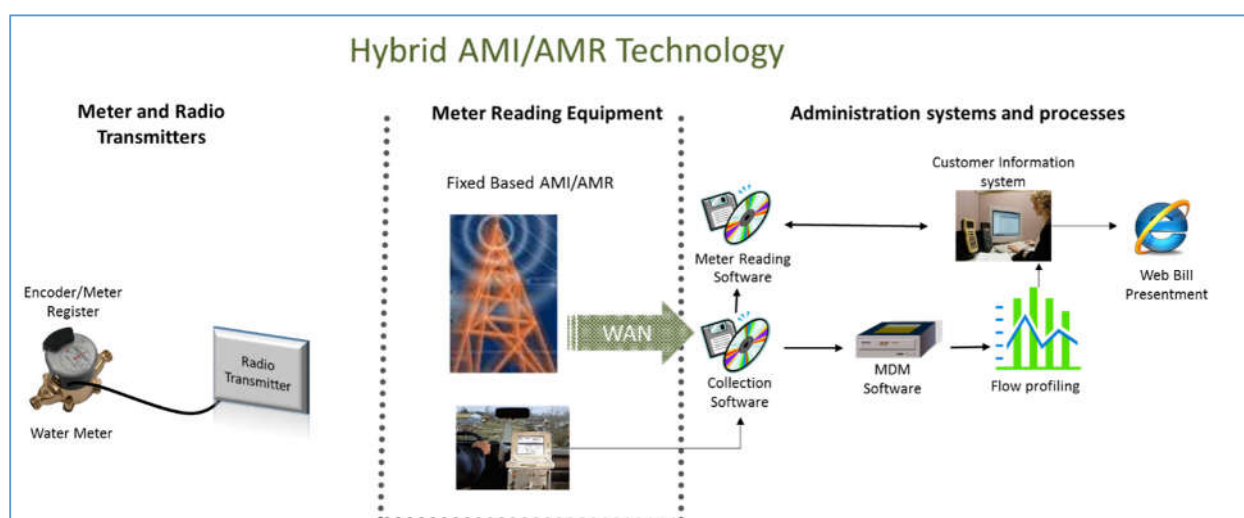 Hybrid AMI/AMR Technology
Meter and Radio
Transmitters
Meter Reading Equipment
Administration systems and processes
Encoder/Meter
Register
Radio
Transmitter
Water Meter
Fixed Based AMI/AMR
WAN
Meter Reading
Software
Collection
Software
MDM
Software
Customer Information
system
Flow profiling
Web Bill
Presentment